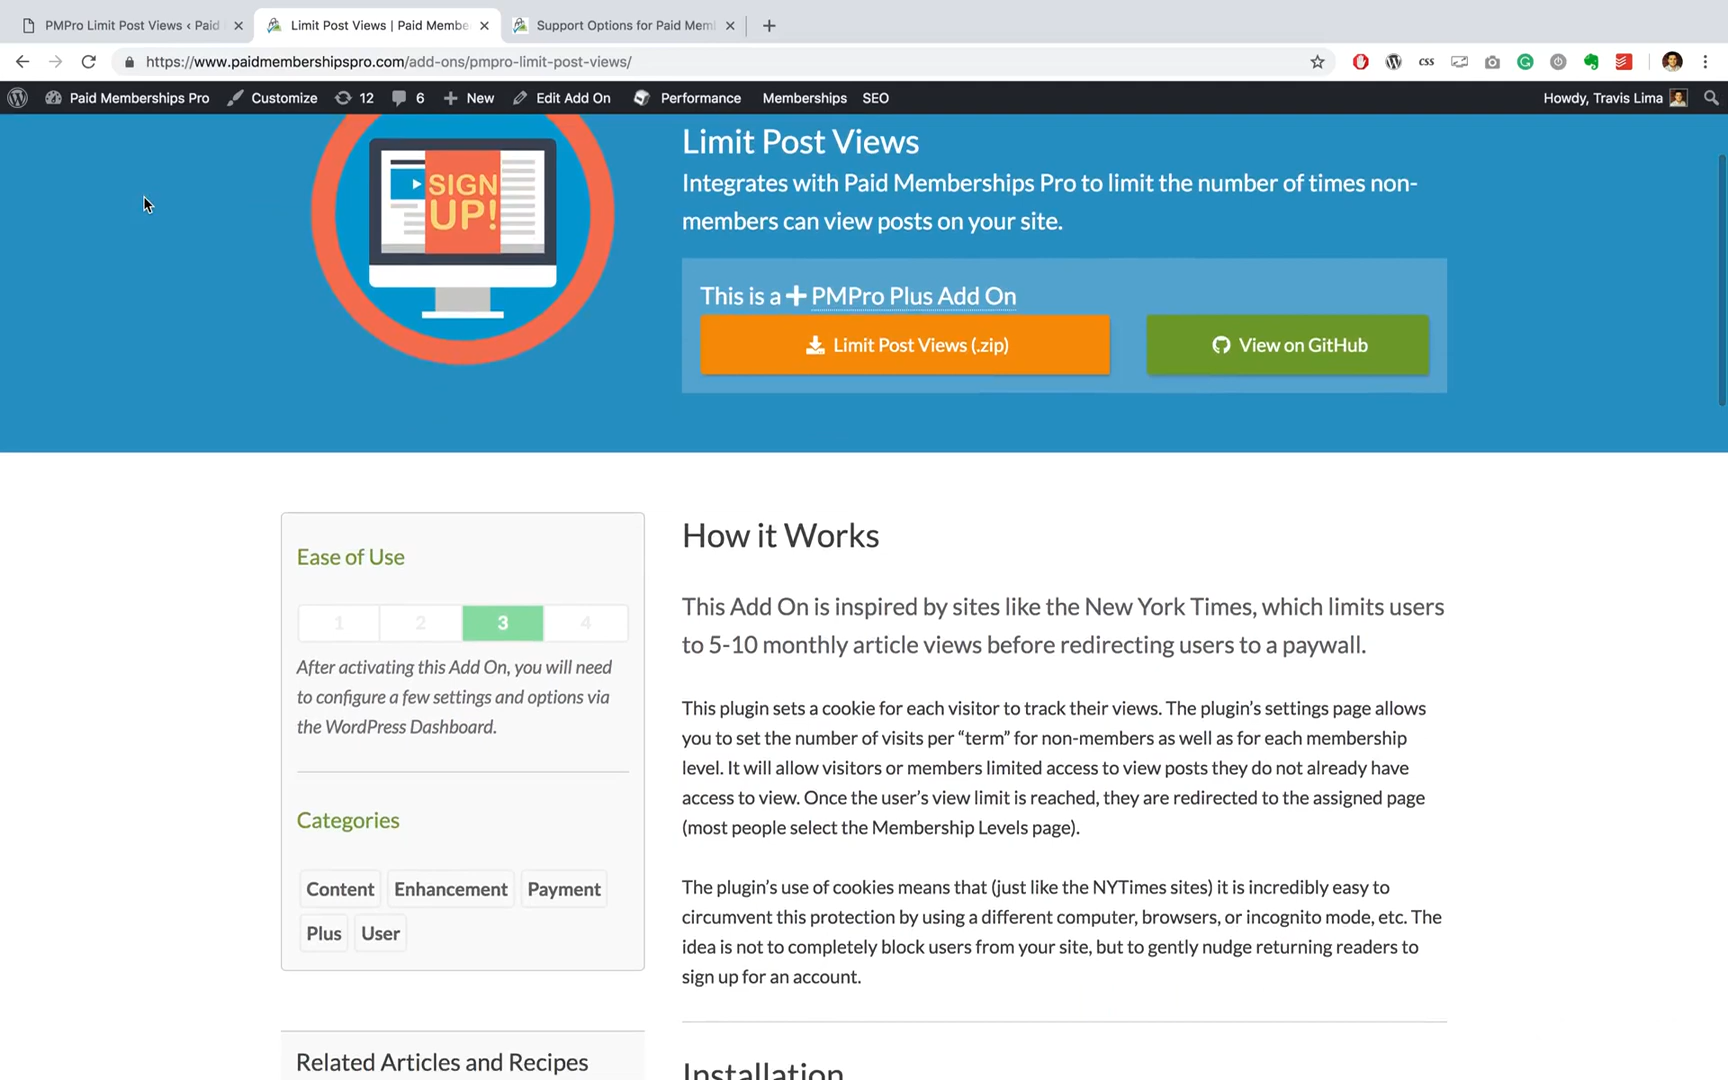 PMPro Limit Post Views ‹ Paid
Limit Post Views | Paid Membe
Support Options for Paid Mem
https://www.paidmembershipspro.com/add-ons/pmpro-limit-post-views/
css
Paid Memberships Pro
Customize
12
6
New
Edit Add On
Performance
Memberships
SEO
Howdy, Travis Lima
SIGN
UP!
Limit Post Views
Integrates with Paid Memberships Pro to limit the number of times non-
members can view posts on your site.
This is a + PMPro Plus Add On
Limit Post Views (.zip)
View on GitHub
Ease of Use
1 2 3 4
After activating this Add On, you will need
to configure a few settings and options via
the WordPress Dashboard.
Categories
Content Enhancement Payment
Plus User
Related Articles and Recipes
How it Works
This Add On is inspired by sites like the New York Times, which limits users
to 5-10 monthly article views before redirecting users to a paywall.
This plugin sets a cookie for each visitor to track their views. The plugin’s settings page allows
you to set the number of visits per “term” for non-members as well as for each membership
level. It will allow visitors or members limited access to view posts they do not already have
access to view. Once the user’s view limit is reached, they are redirected to the assigned page
(most people select the Membership Levels page).
The plugin’s use of cookies means that (just like the NYTimes sites) it is incredibly easy to
circumvent this protection by using a different computer, browsers, or incognito mode, etc. The
idea is not to completely block users from your site, but to gently nudge returning readers to
sign up for an account.
Installation